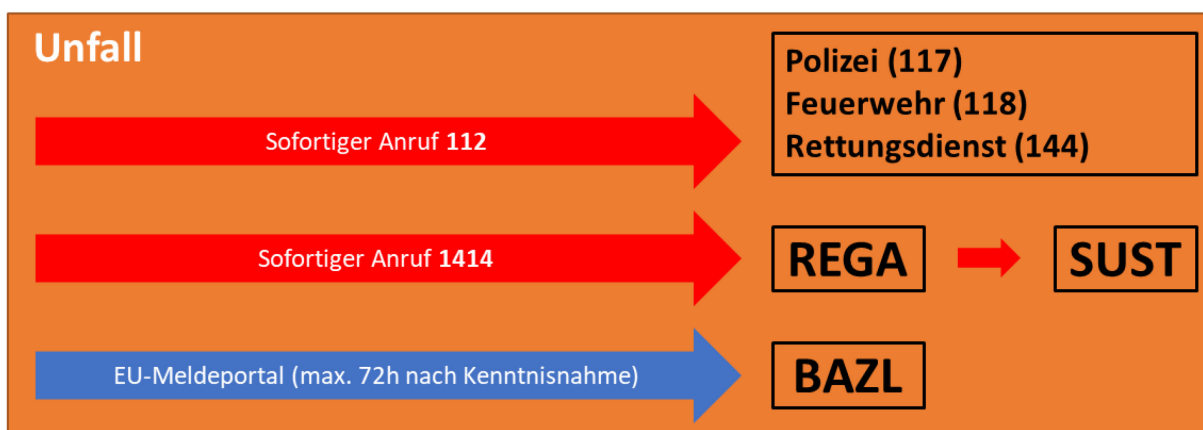 Unfall
Sofortiger Anruf 112
Polizei (117)
Feuerwehr (118)
Rettungsdienst (144)
Sofortiger Anruf 1414
REGA
SUST
EU-Meldeportal (max. 72h nach Kenntnisnahme)
BAZL